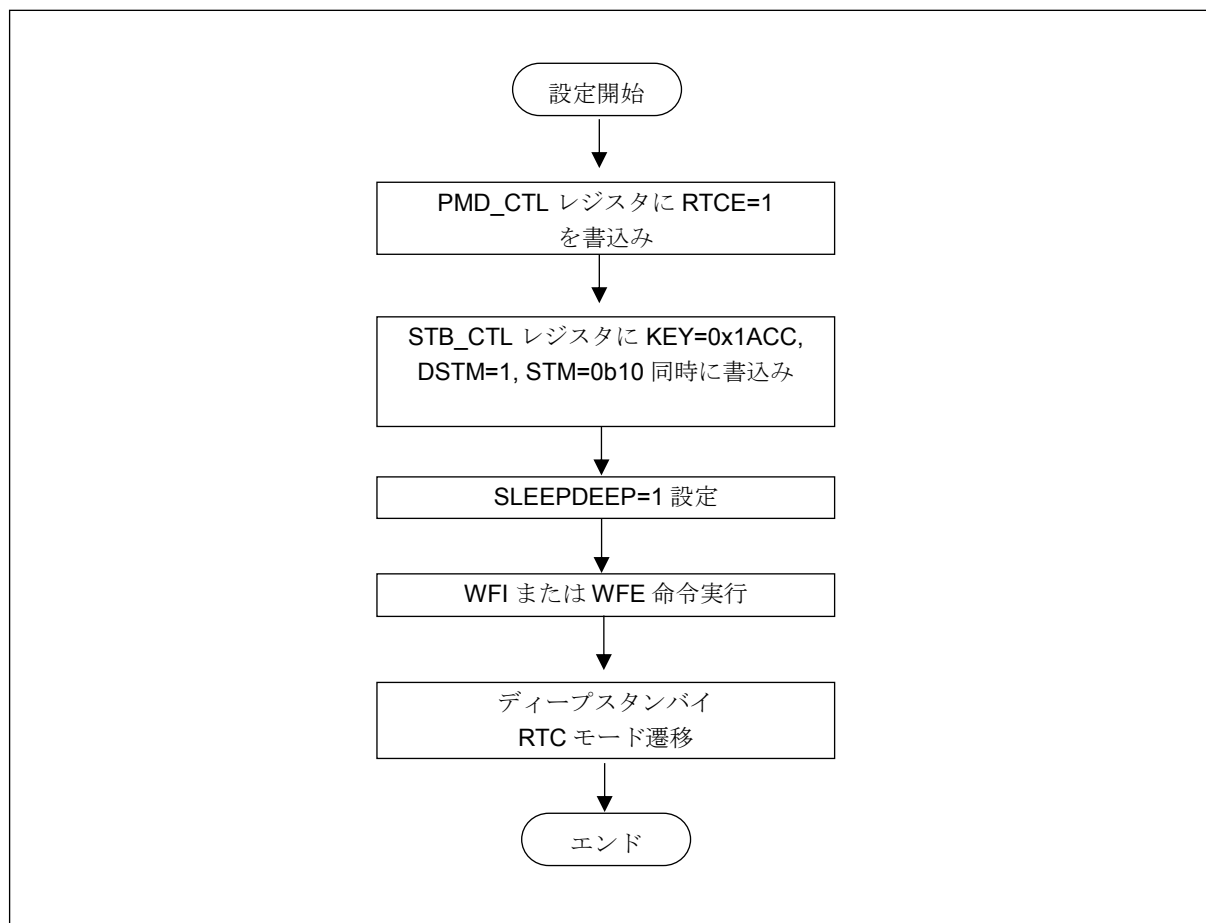 設定開始
PMD_CTL レジスタに RTCE=1
を書込み
STB_CTL レジスタに KEY=0x1ACC,
DSTM=1, STM=0b10 同時に書込み
SLEEPDEEP=1 設定
WFI または WFE 命令実行
ディープスタンバイ
RTC モード遷移
エンド